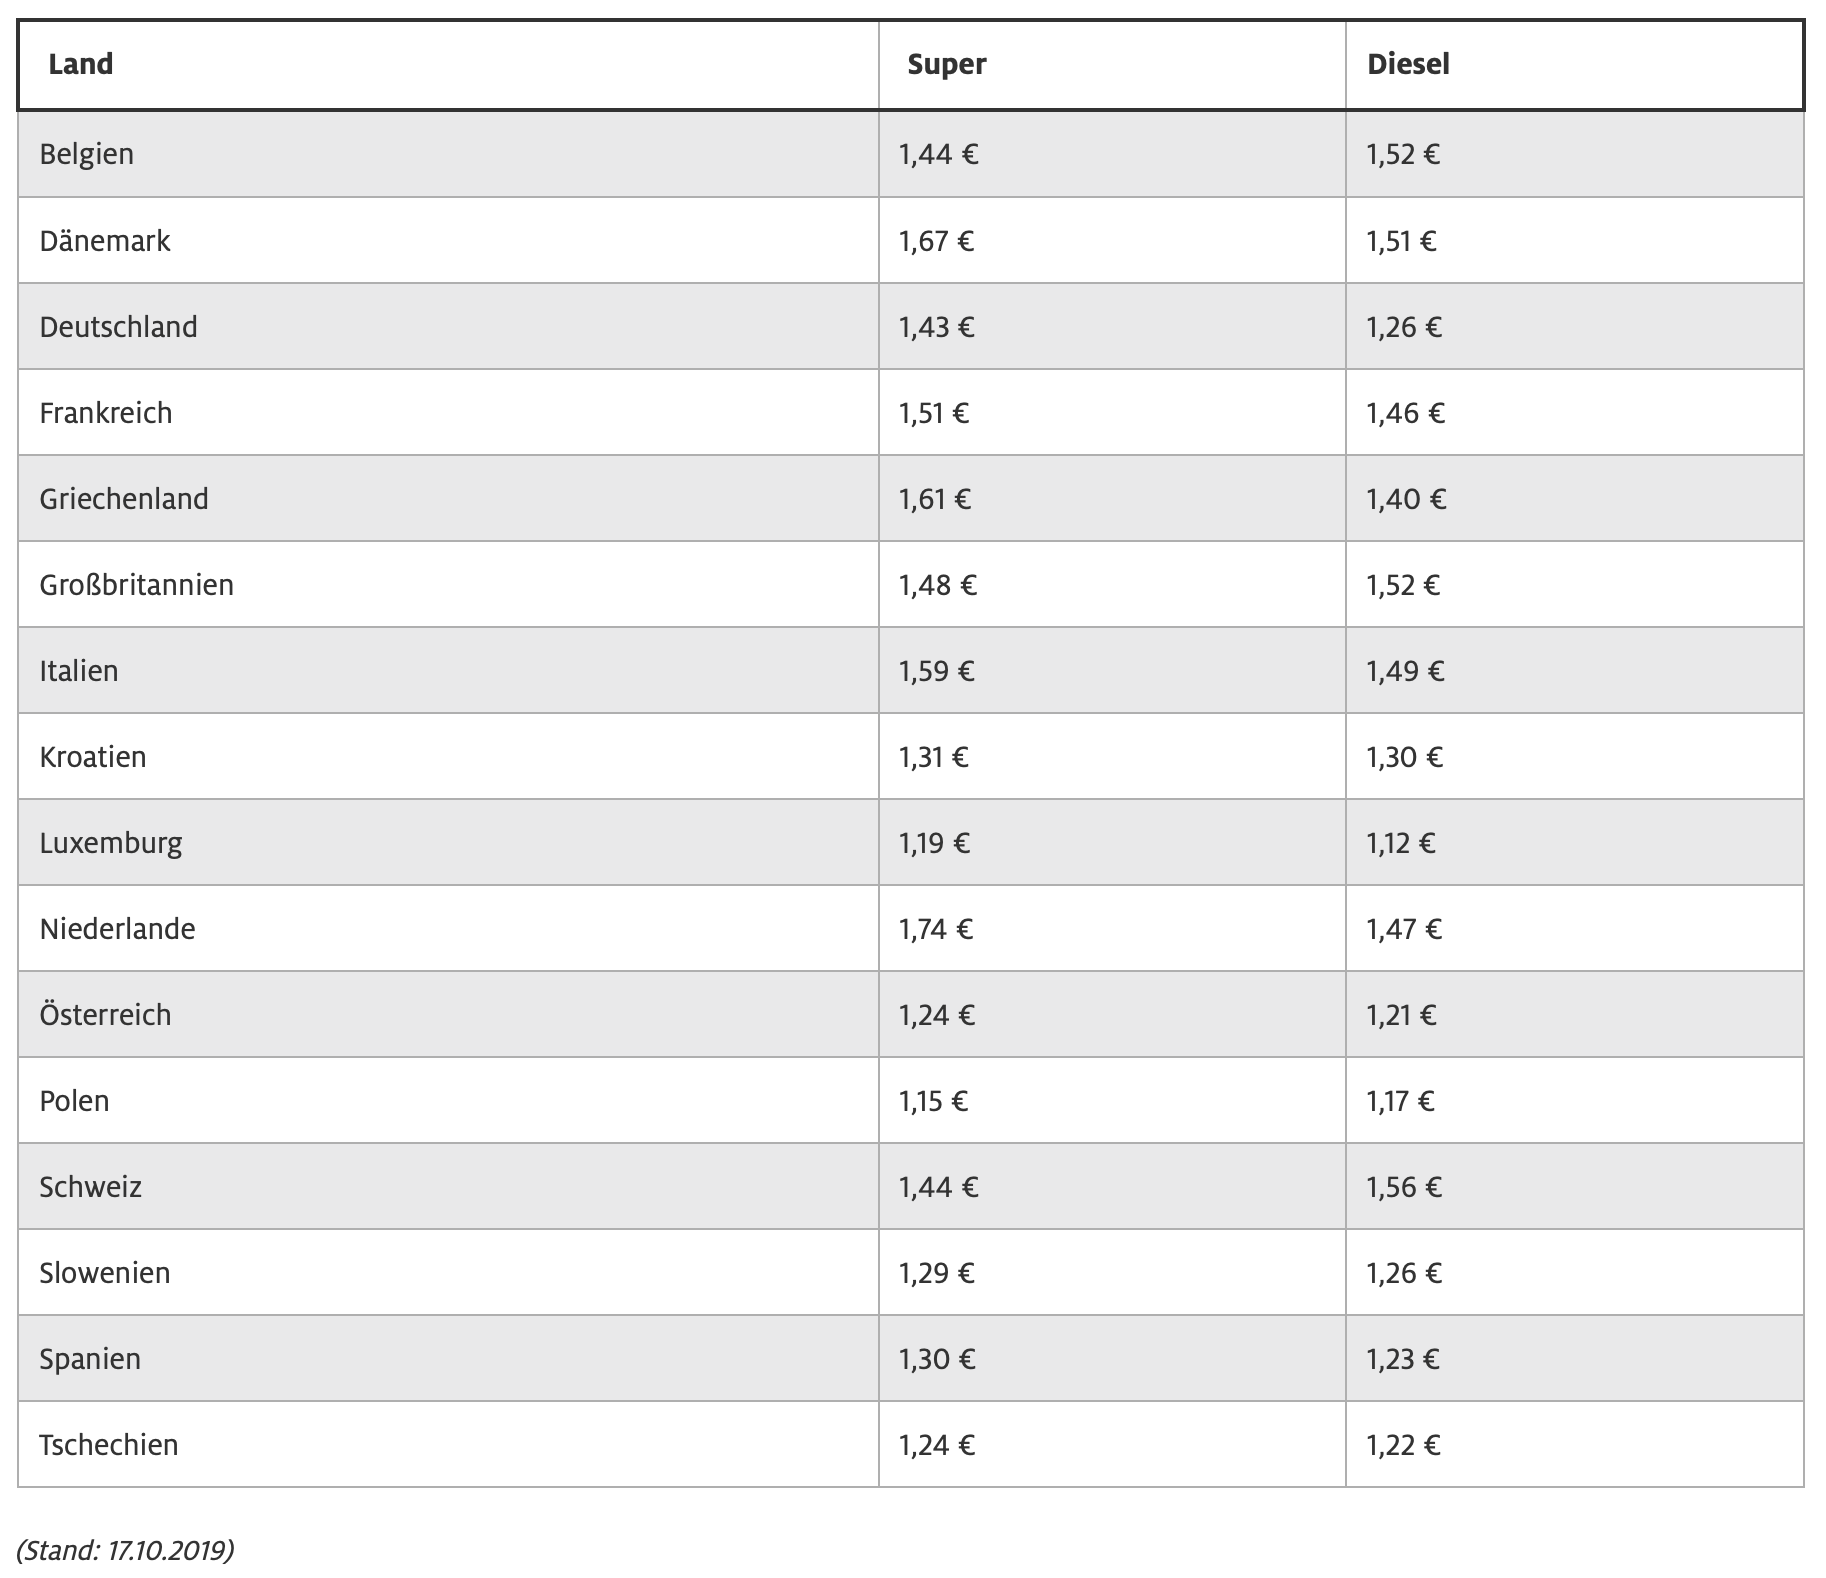 Land Super Diesel
Belgien 1,44 € 1,52 €
Dänemark 1,67 € 1,51 €
Deutschland 1,43 € 1,26 €
Frankreich 1,51 € 1,46 €
Griechenland 1,61 € 1,40 €
Großbritannien 1,48 € 1,52 €
Italien 1,59 € 1,49 €
Kroatien 1,31 € 1,30 €
Luxemburg 1,19 € 1,12 €
Niederlande 1,74 € 1,47 €
Österreich 1,24 € 1,21 €
Polen 1,15 € 1,17 €
Schweiz 1,44 € 1,56 €
Slowenien 1,29 € 1,26 €
Spanien 1,30 € 1,23 €
Tschechien 1,24 € 1,22 €
(Stand: 17.10.2019)